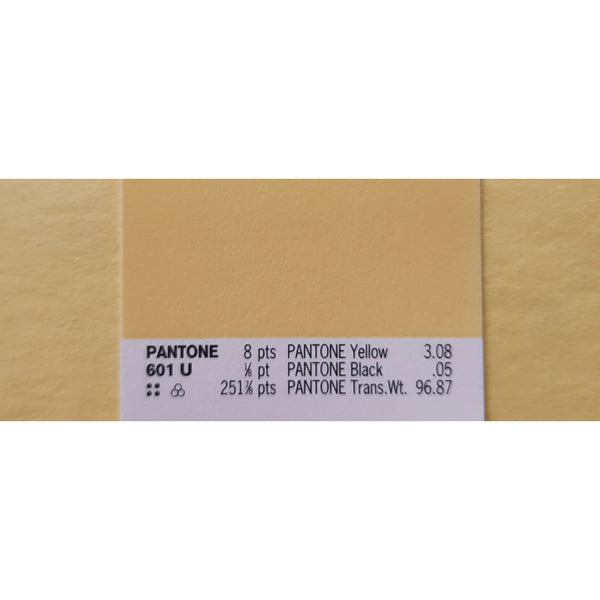 PANTONE 8 pts PANTONE Yellow 3.08
601 U ⅛ pt PANTONE Black .05
251⅞ pts PANTONE Trans.Wt. 96.87